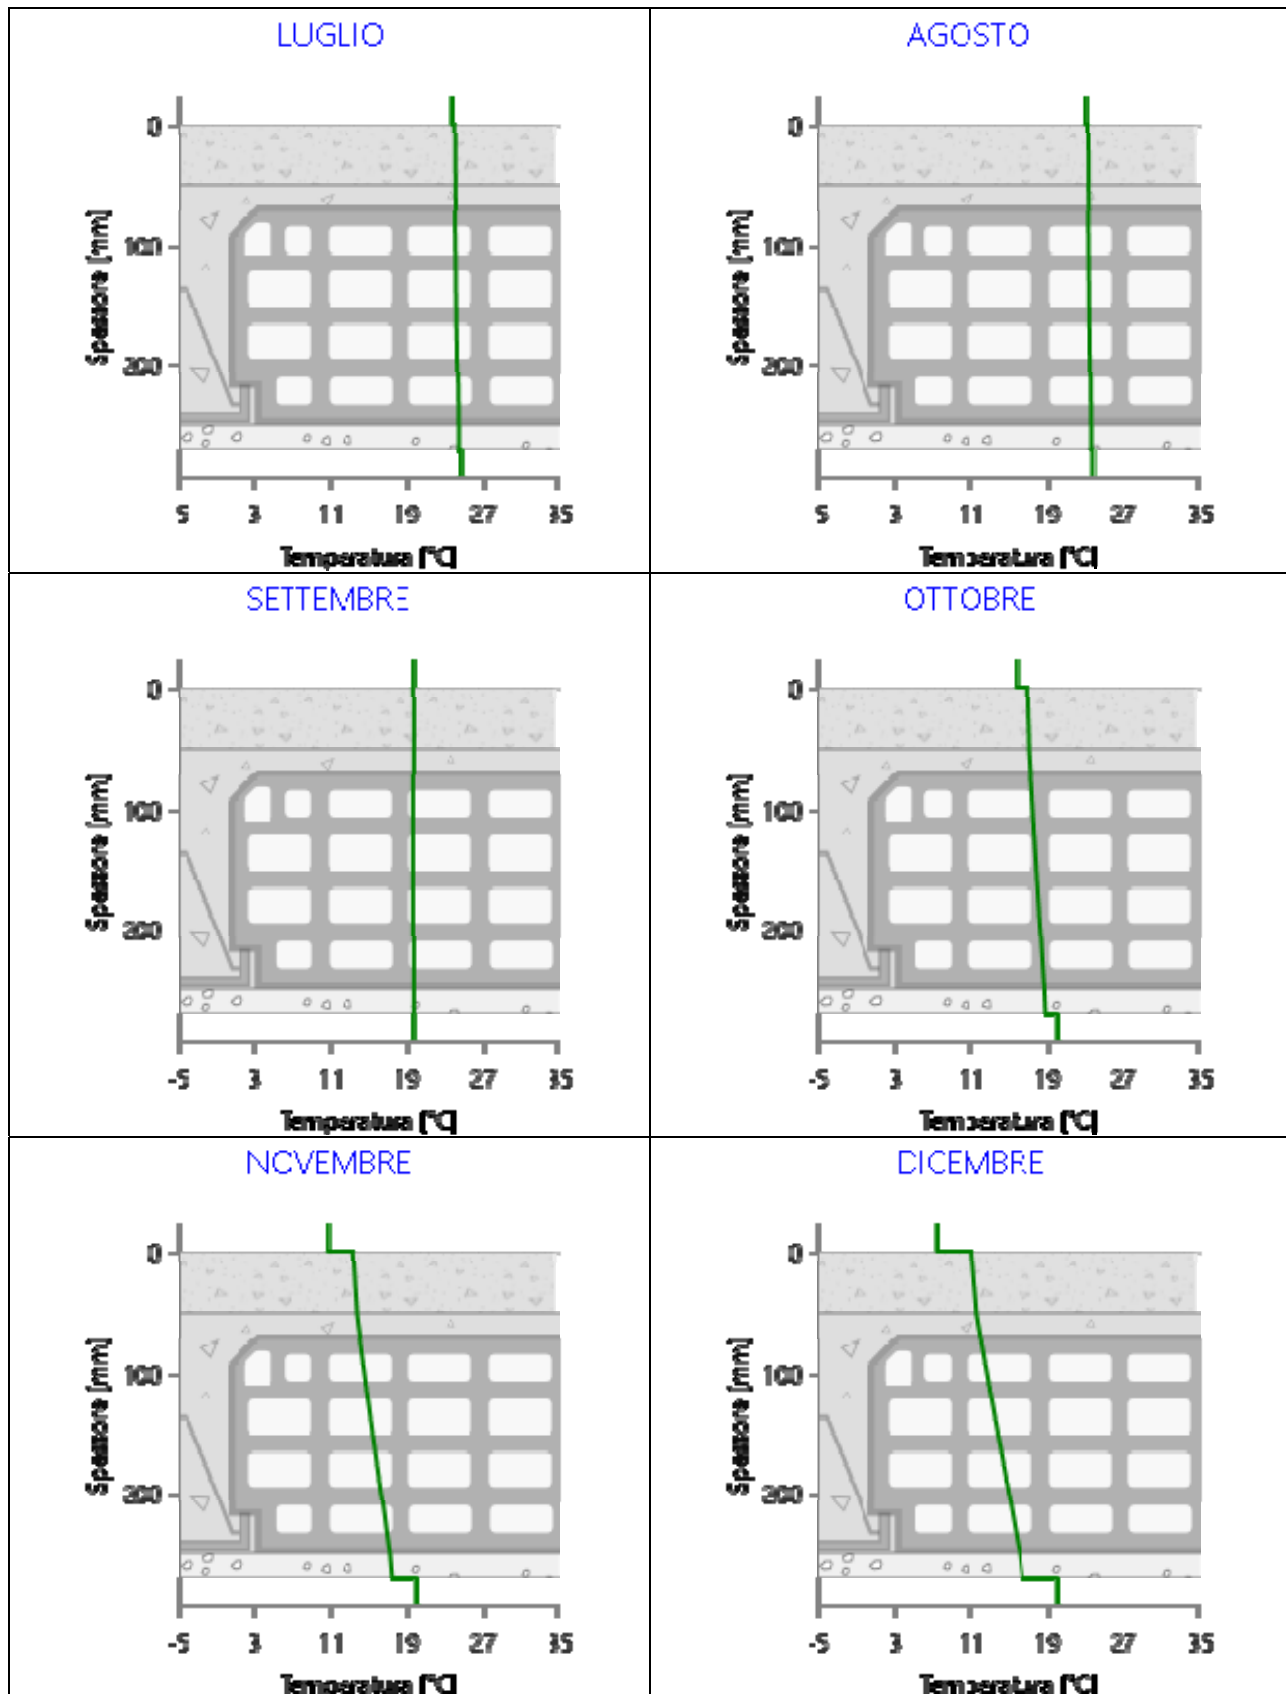 LUGLIO
0
100
200
Spessore [mm]
5 3 11 19 27 35
Temperatura [°C]
AGOSTO
0
100
200
Spessore [mm]
5 3 11 19 27 35
Temperatura [°C]
SETTEMBRE
0
100
200
Spessore [mm]
-5 3 11 19 27 35
Temperatura [°C]
OTTOBRE
0
100
200
Spessore [mm]
-5 3 11 19 27 35
Temperatura [°C]
NOVEMBRE
0
100
200
Spessore [mm]
-5 3 11 19 27 35
Temperatura [°C]
DICEMBRE
0
100
200
Spessore [mm]
-5 3 11 19 27 35
Temperatura [°C]